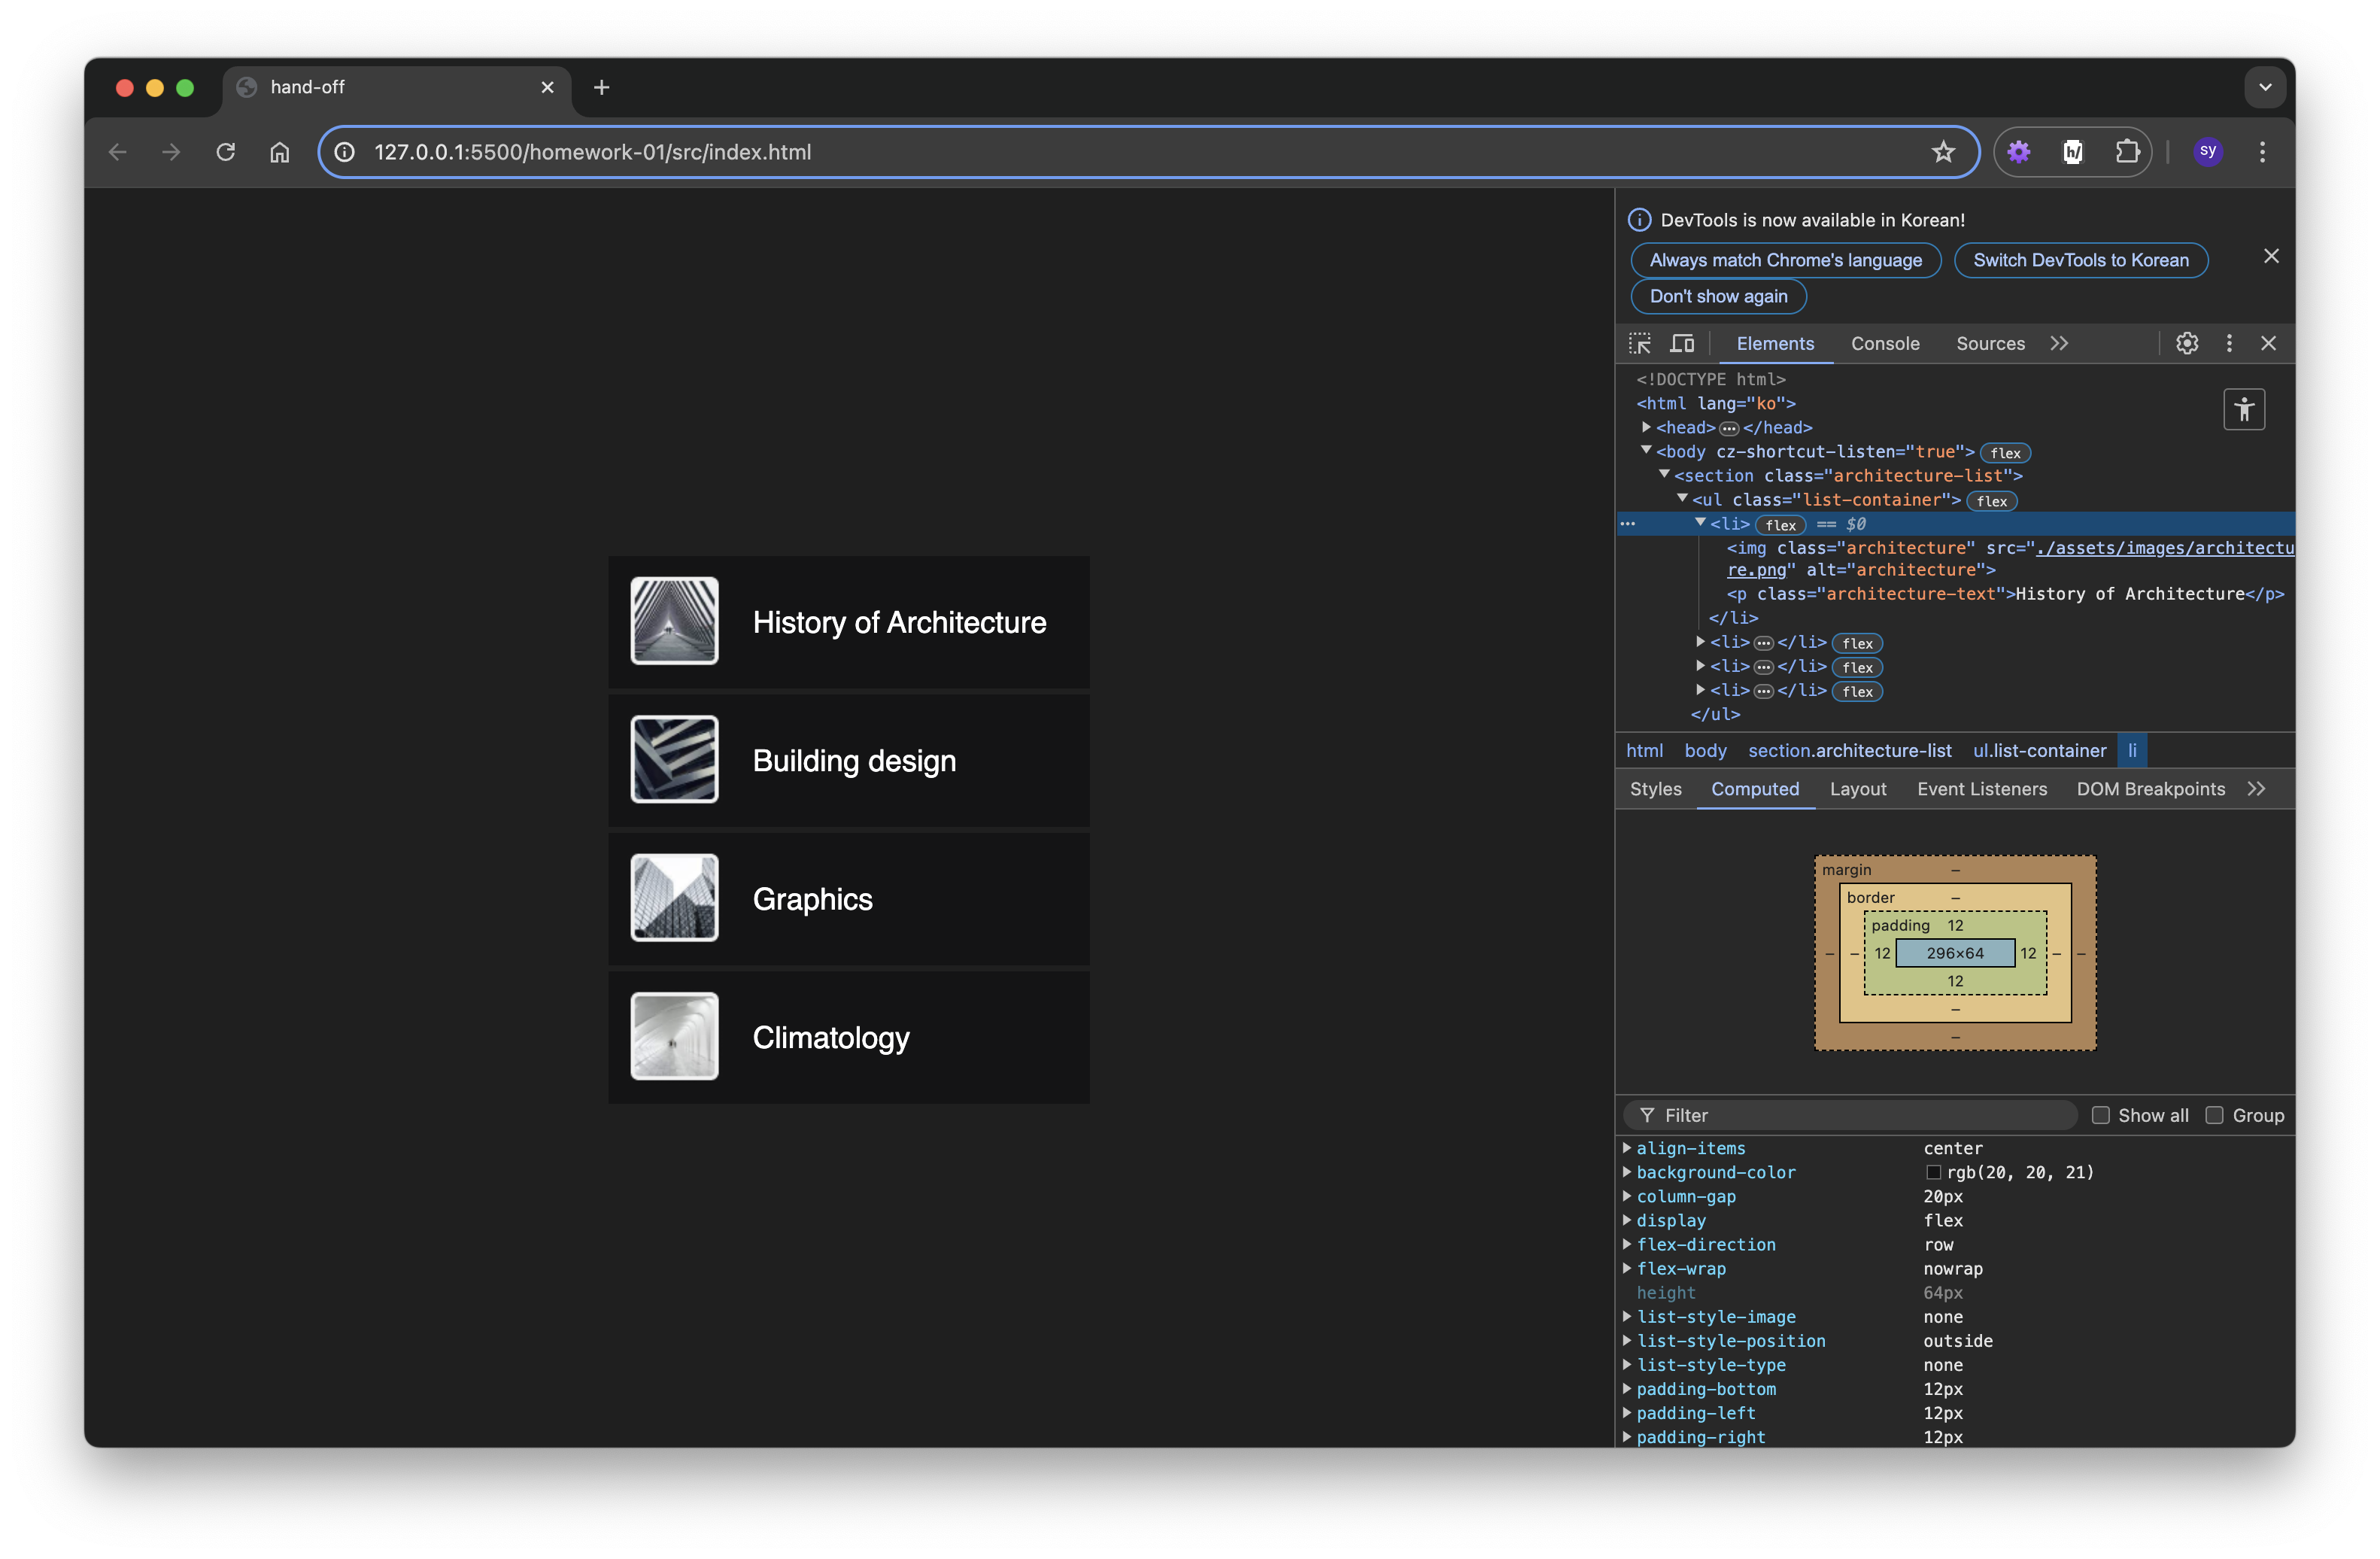 hand-off
127.0.0.1:5500/homework-01/src/index.html
h/
sy
History of Architecture
Building design
Graphics
Climatology
DevTools is now available in Korean!
Always match Chrome's language
Switch DevTools to Korean
Don't show again
Elements Console Sources
<!DOCTYPE html>
<html lang="ko">
<head> </head>
<body cz-shortcut-listen="true"> flex
<section class="architecture-list">
<ul class="list-container"> flex
<li> flex == $0
<img class="architecture" src="./assets/images/architectu
re.png" alt="architecture">
<p class="architecture-text">History of Architecture</p>
</li>
<li> </li> flex
<li> </li> flex
<li> </li> flex
</ul>
html body section.architecture-list ul.list-container li
Styles Computed Layout Event Listeners DOM Breakpoints
margin –
border –
padding 12
– – 12 296×64 12 – –
12
–
–
Filter Show all Group
align-items center
background-color rgb(20, 20, 21)
column-gap 20px
display flex
flex-direction row
flex-wrap nowrap
height 64px
list-style-image none
list-style-position outside
list-style-type none
padding-bottom 12px
padding-left 12px
padding-right 12px